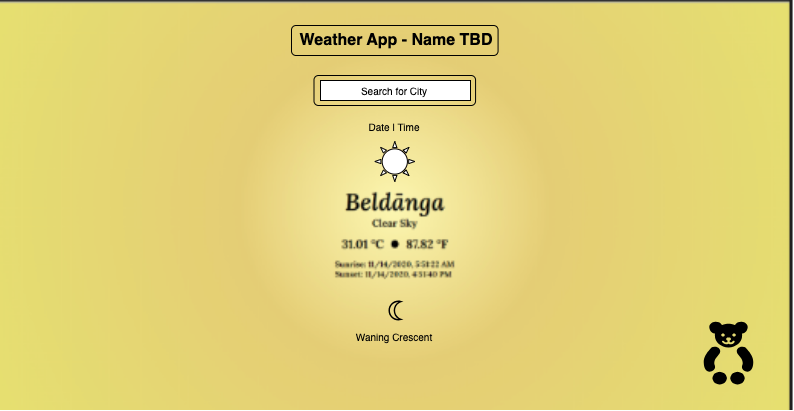 Weather App - Name TBD
Search for City
Date | Time
Beldānga
Clear Sky
31.01 °C ● 87.82 °F
Sunrise: 11/14/2020, 5:51:22 AM
Sunset: 11/14/2020, 4:51:40 PM
Waning Crescent